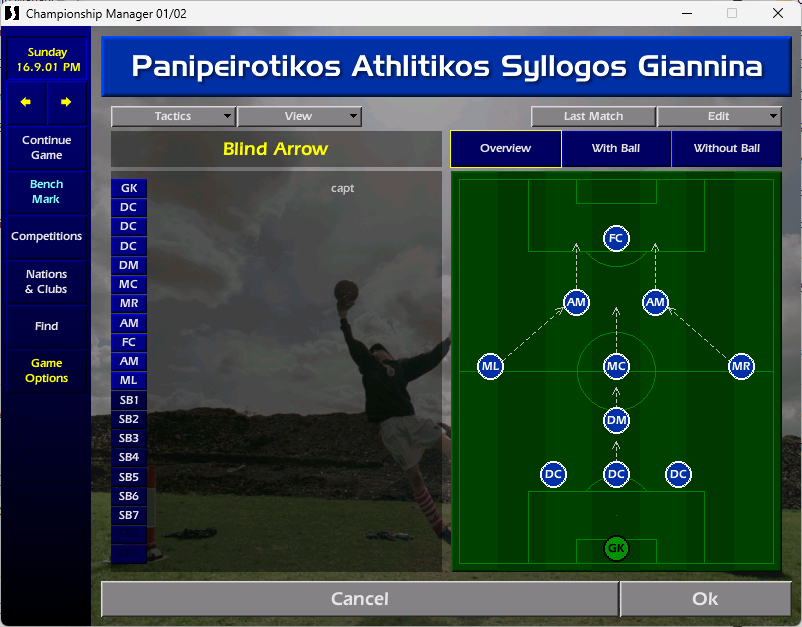 Championship Manager 01/02
Sunday
16.9.01 PM
Continue
Game
Bench
Mark
Competitions
Nations
& Clubs
Find
Game
Options
Panipeirotikos Athlitikos Syllogos Giannina
Tactics
View
Last Match
Edit
Blind Arrow
Overview
With Ball
Without Ball
GK capt
DC
DC
DC
DM
MC
MR
AM
FC
AM
ML
SB1
SB2
SB3
SB4
SB5
SB6
SB7
FC
AM AM
ML MC MR
DM
DC DC DC
GK
Cancel
Ok